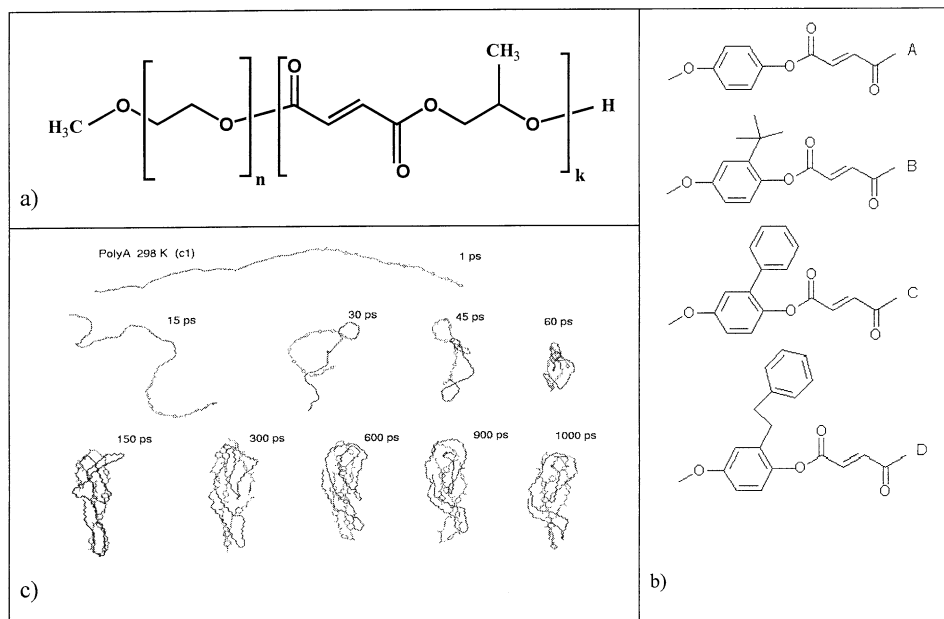 CH₃
O
O
H₃C
O
O
O
O
H
n
O
k
a)
PolyA 298 K (c1)
1 ps
15 ps
30 ps
45 ps
60 ps
150 ps
300 ps
600 ps
900 ps
1000 ps
c)
O
A
O
O
O
O
B
O
O
O
O
C
O
O
O
O
D
O
O
O
b)